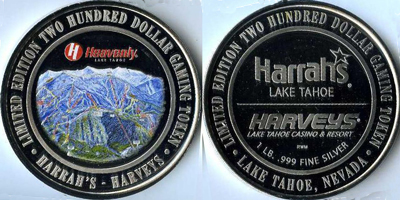 LIMITED EDITION TWO HUNDRED DOLLAR GAMING TOKEN
H Heavenly
LAKE TAHOE
HARRAH'S - HARVEYS
LIMITED EDITION TWO HUNDRED DOLLAR GAMING TOKEN
Harrah's
LAKE TAHOE
HARVEYS
LAKE TAHOE CASINO & RESORT
1 LB. .999 FINE SILVER
LAKE TAHOE, NEVADA